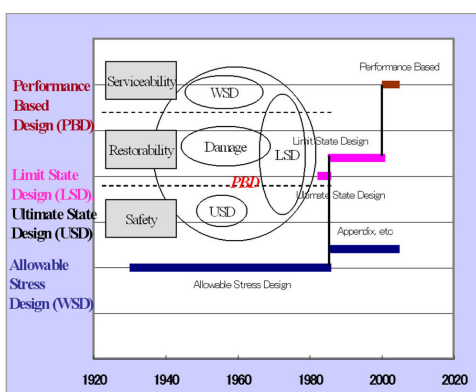 Performance
Based
Design (PBD)
Limit State
Design (LSD)
Ultimate State
Design (USD)
Allowable
Stress
Design (WSD)
Serviceability
Restorability
Safety
WSD
Damage
LSD
PBD
USD
Performance Based
Limit State Design
Ultimate State Design
Appendix, etc
Allowable Stress Design
1920 1940 1960 1980 2000 2020